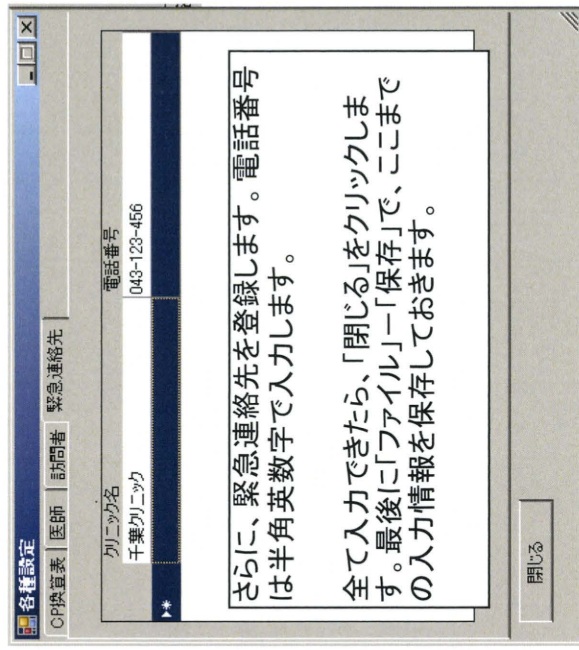 各種設定
CP換算表 医師 訪問者 緊急連絡先
クリニック名 電話番号
千葉クリニック 043-123-456
さらに、緊急連絡先を登録します。電話番号
は半角英数字で入力します。
全て入力できたら、「閉じる」をクリックしま
す。最後に「ファイル」ー「保存」で、ここまで
の入力情報を保存しておきます。
閉じる